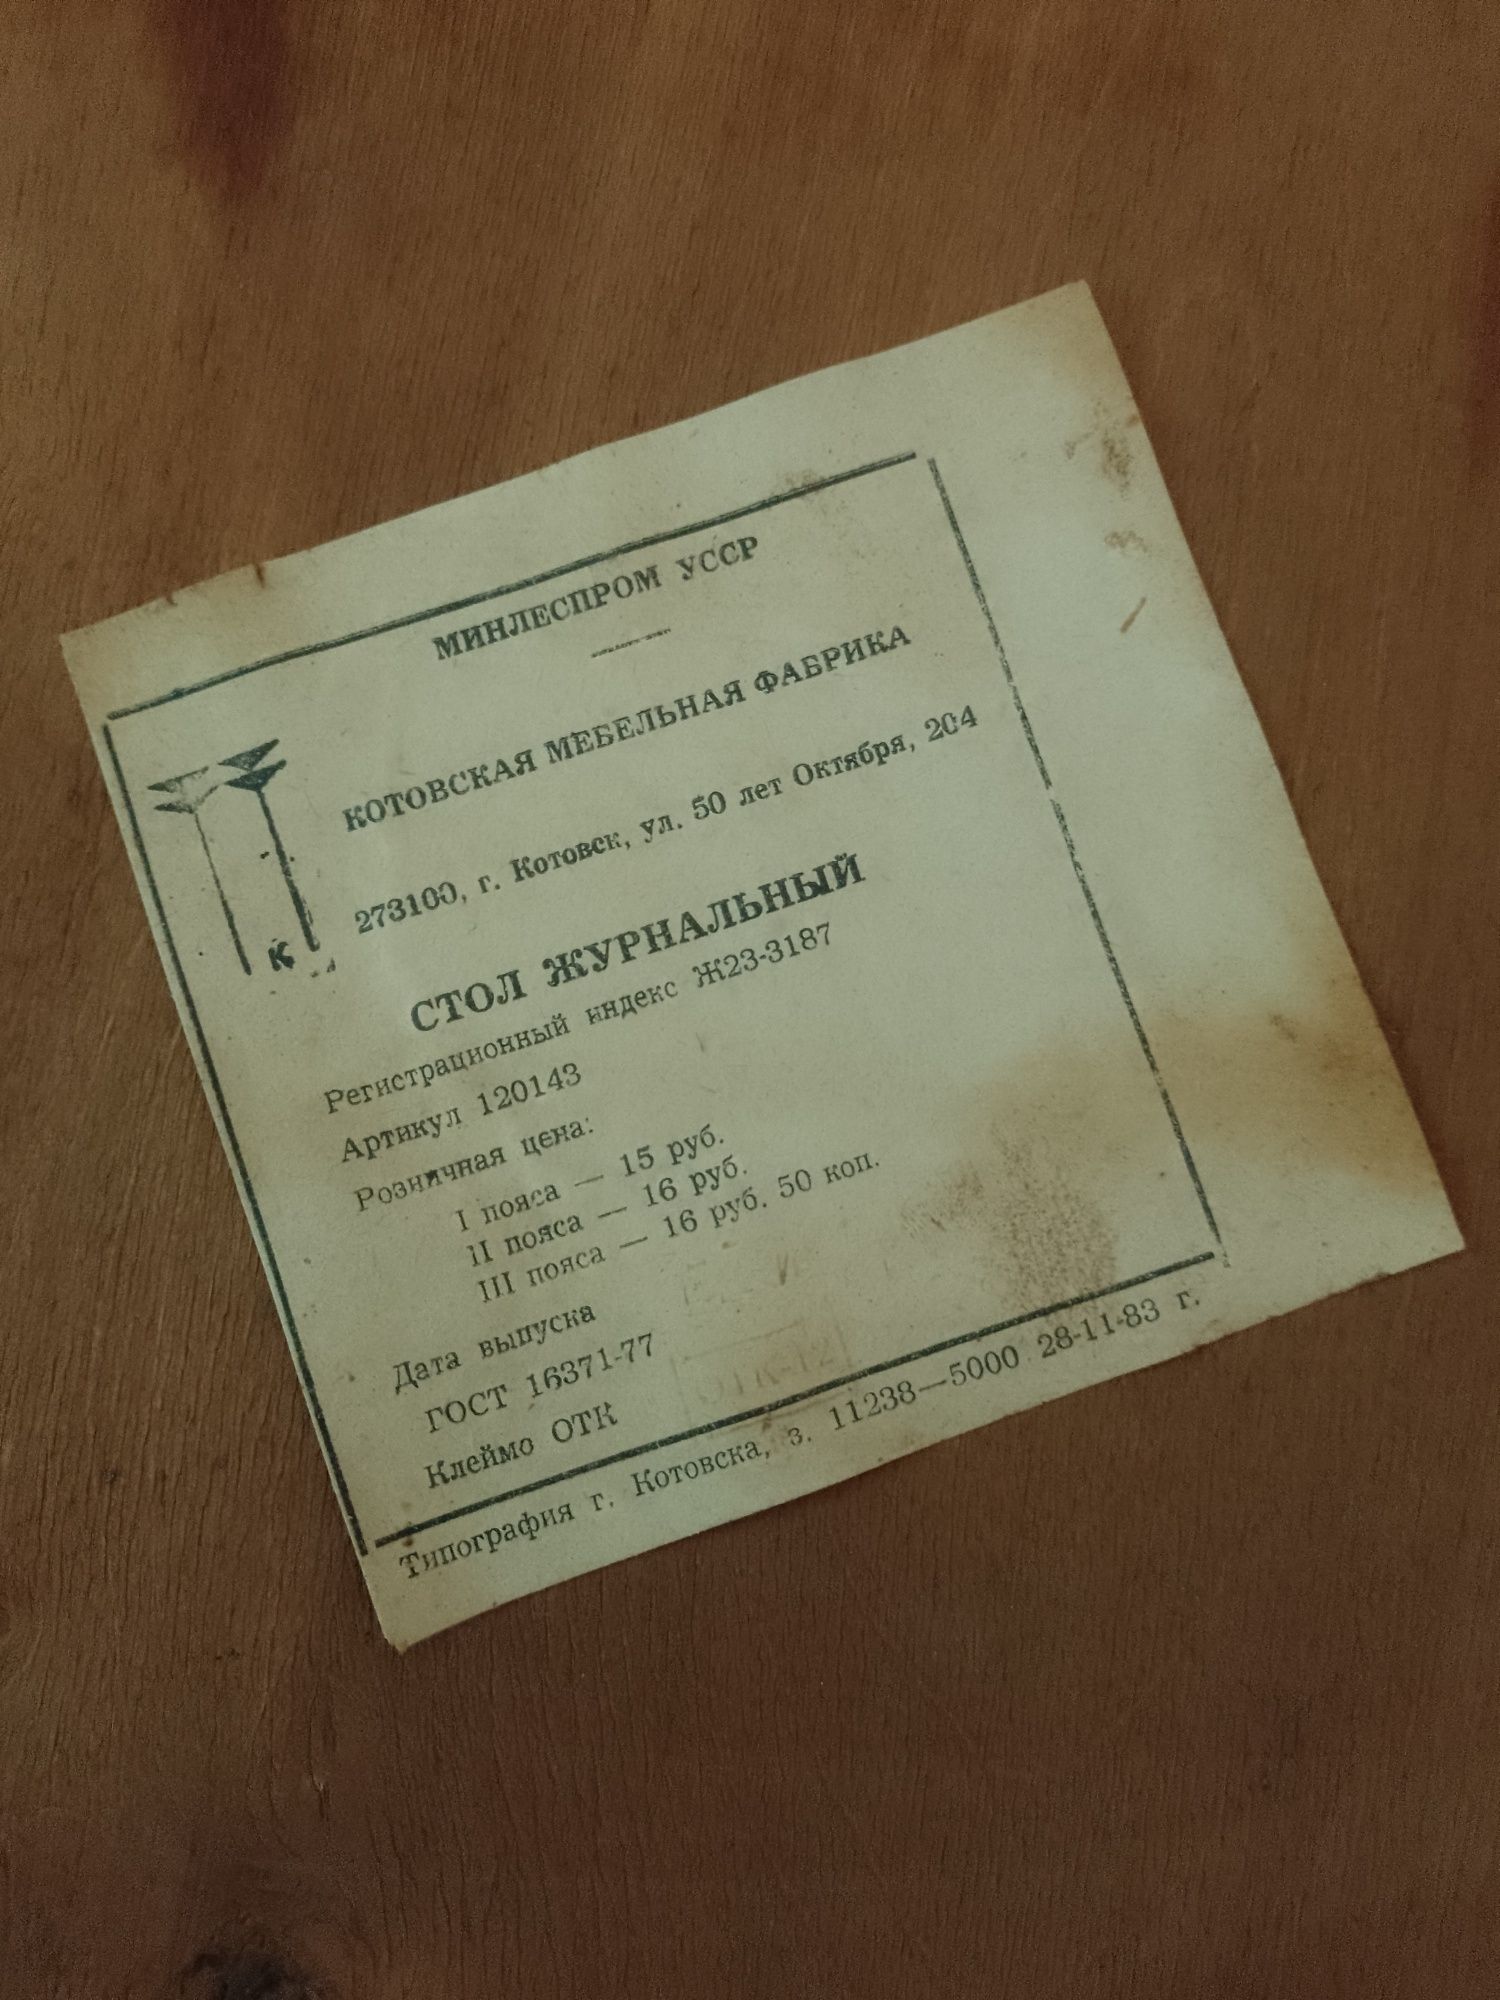 МИНЛЕСПРОМ УССР
КОТОВСКАЯ МЕБЕЛЬНАЯ ФАБРИКА
273100, г. Котовск, ул. 50 лет Октября, 204
К
СТОЛ ЖУРНАЛЬНЫЙ
Регистрационный индекс Ж23-3187
Артикул 120143
Розничная цена:
I пояса — 15 руб.
II пояса — 16 руб.
III пояса — 16 руб. 50 коп.
Дата выпуска
ГОСТ 16371-77
Клеймо ОТК
Типография г. Котовска, з. 11238—5000 28-11-83 г.